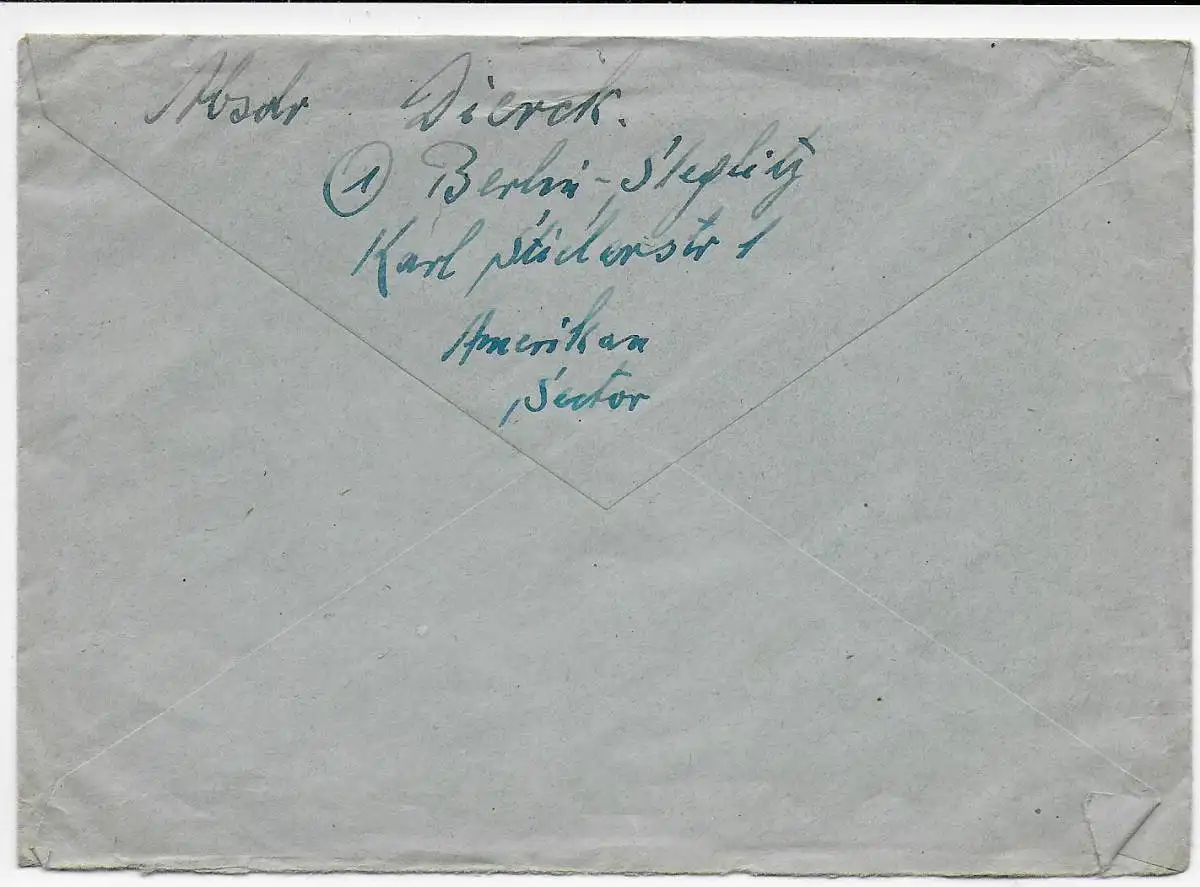 Absdr Dierck.
① Berlin-Steglitz
Karl Stielerstr 1
Amerikan
Sector